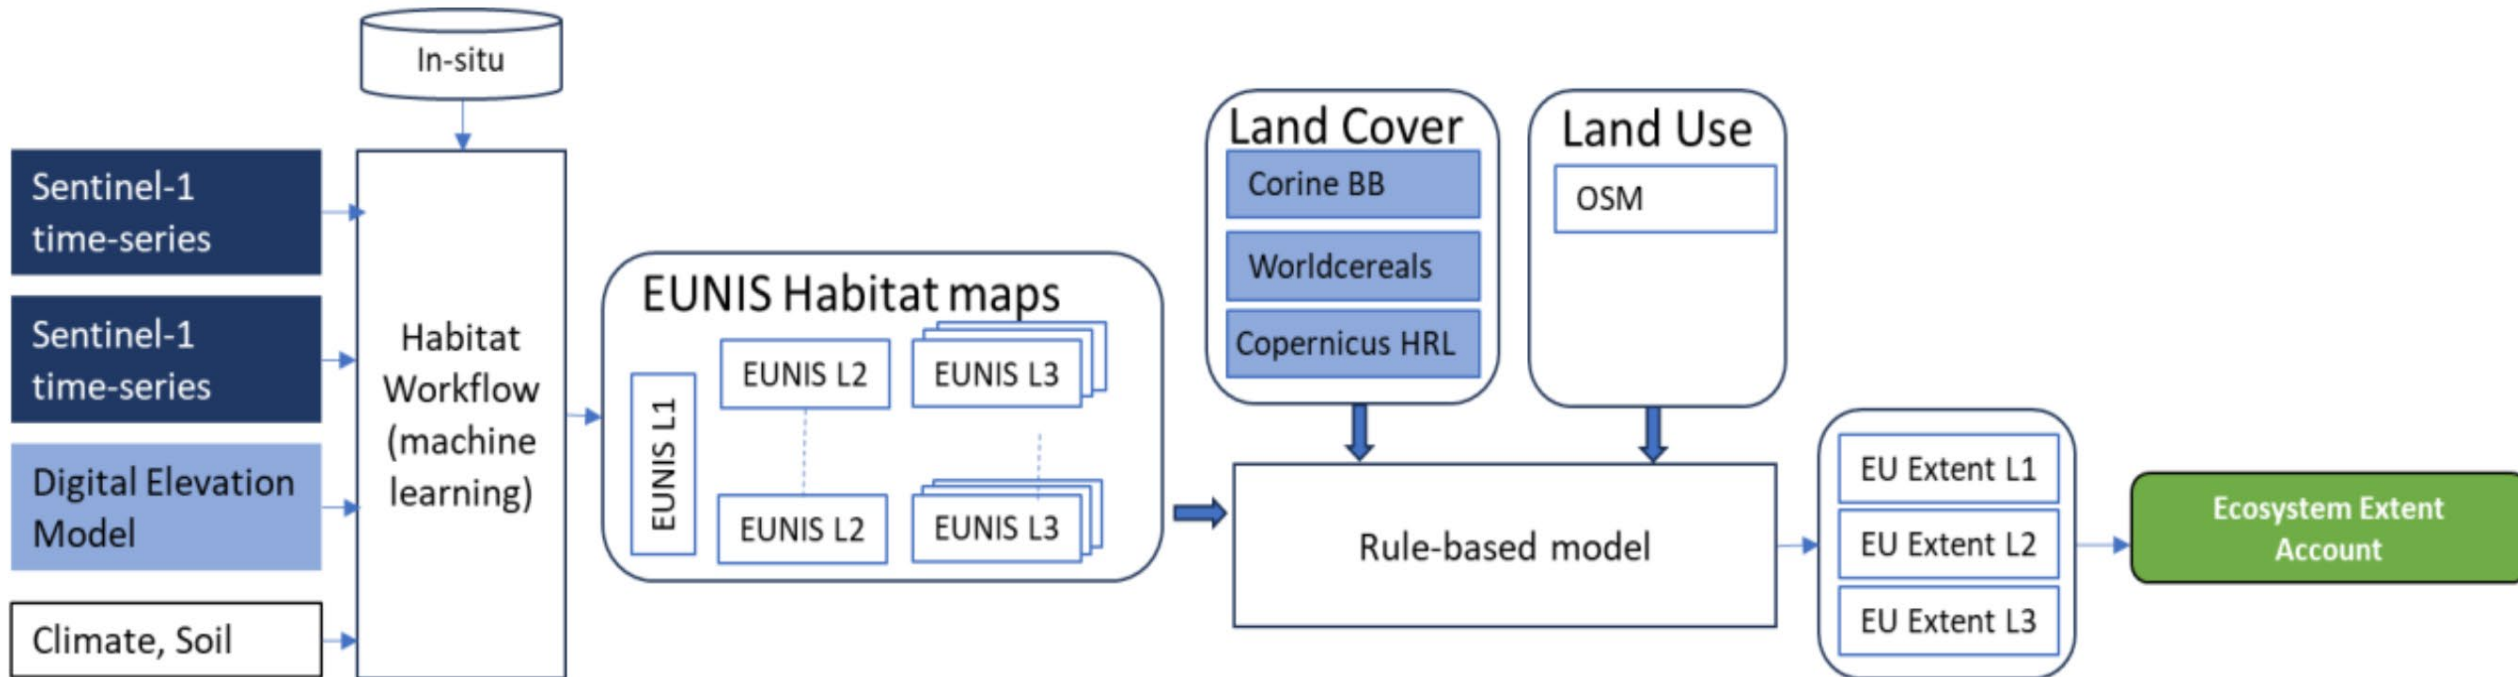 In-situ
Sentinel-1
time-series
Sentinel-1
time-series
Digital Elevation
Model
Climate, Soil
Habitat
Workflow
(machine
learning)
EUNIS Habitat maps
EUNIS L1
EUNIS L2
EUNIS L3
EUNIS L2
EUNIS L3
Land Cover
Corine BB
Worldcereals
Copernicus HRL
Land Use
OSM
Rule-based model
EU Extent L1
EU Extent L2
EU Extent L3
Ecosystem Extent
Account